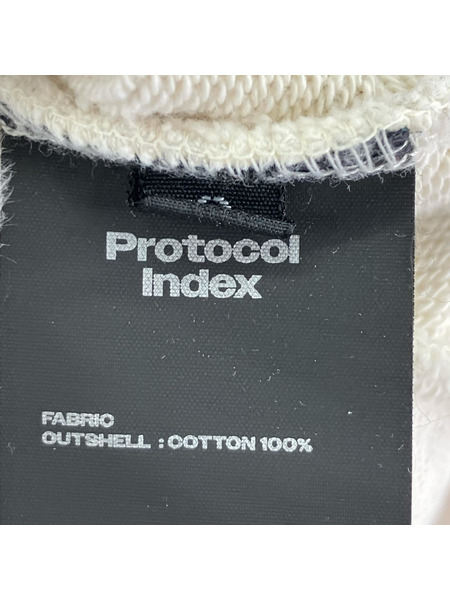 Protocol
Index
FABRIC
OUTSHELL : COTTON 100%